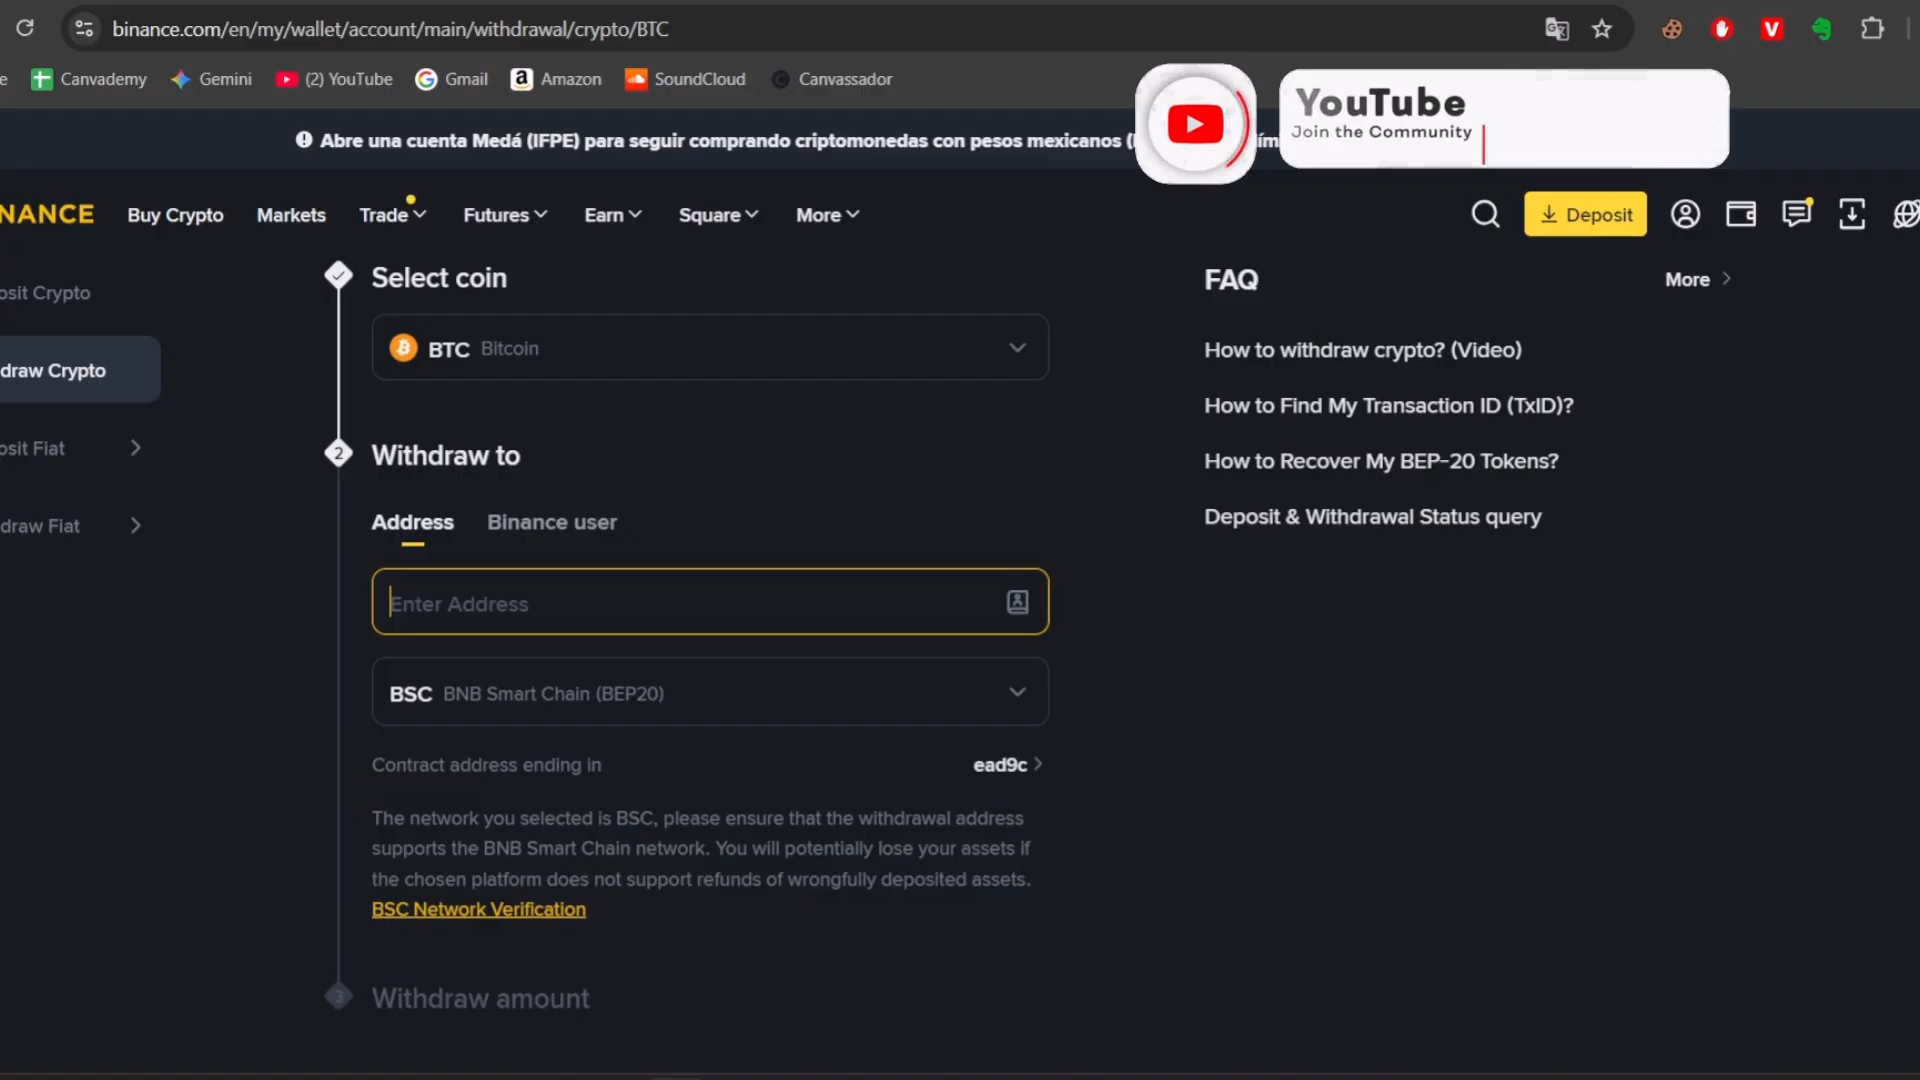 binance.com/en/my/wallet/account/main/withdrawal/crypto/BTC
e Canvademy Gemini (2) YouTube Gmail Amazon SoundCloud Canvassador
YouTube
Join the Community
Abre una cuenta Medá (IFPE) para seguir comprando criptomonedas con pesos mexicanos (
NANCE Buy Crypto Markets Trade Futures Earn Square More Deposit
osit Crypto
draw Crypto
osit Fiat
draw Fiat
Select coin
BTC Bitcoin
2 Withdraw to
Address Binance user
Enter Address
BSC BNB Smart Chain (BEP20)
Contract address ending in ead9c
The network you selected is BSC, please ensure that the withdrawal address
supports the BNB Smart Chain network. You will potentially lose your assets if
the chosen platform does not support refunds of wrongfully deposited assets.
BSC Network Verification
3 Withdraw amount
FAQ More
How to withdraw crypto? (Video)
How to Find My Transaction ID (TxID)?
How to Recover My BEP-20 Tokens?
Deposit & Withdrawal Status query